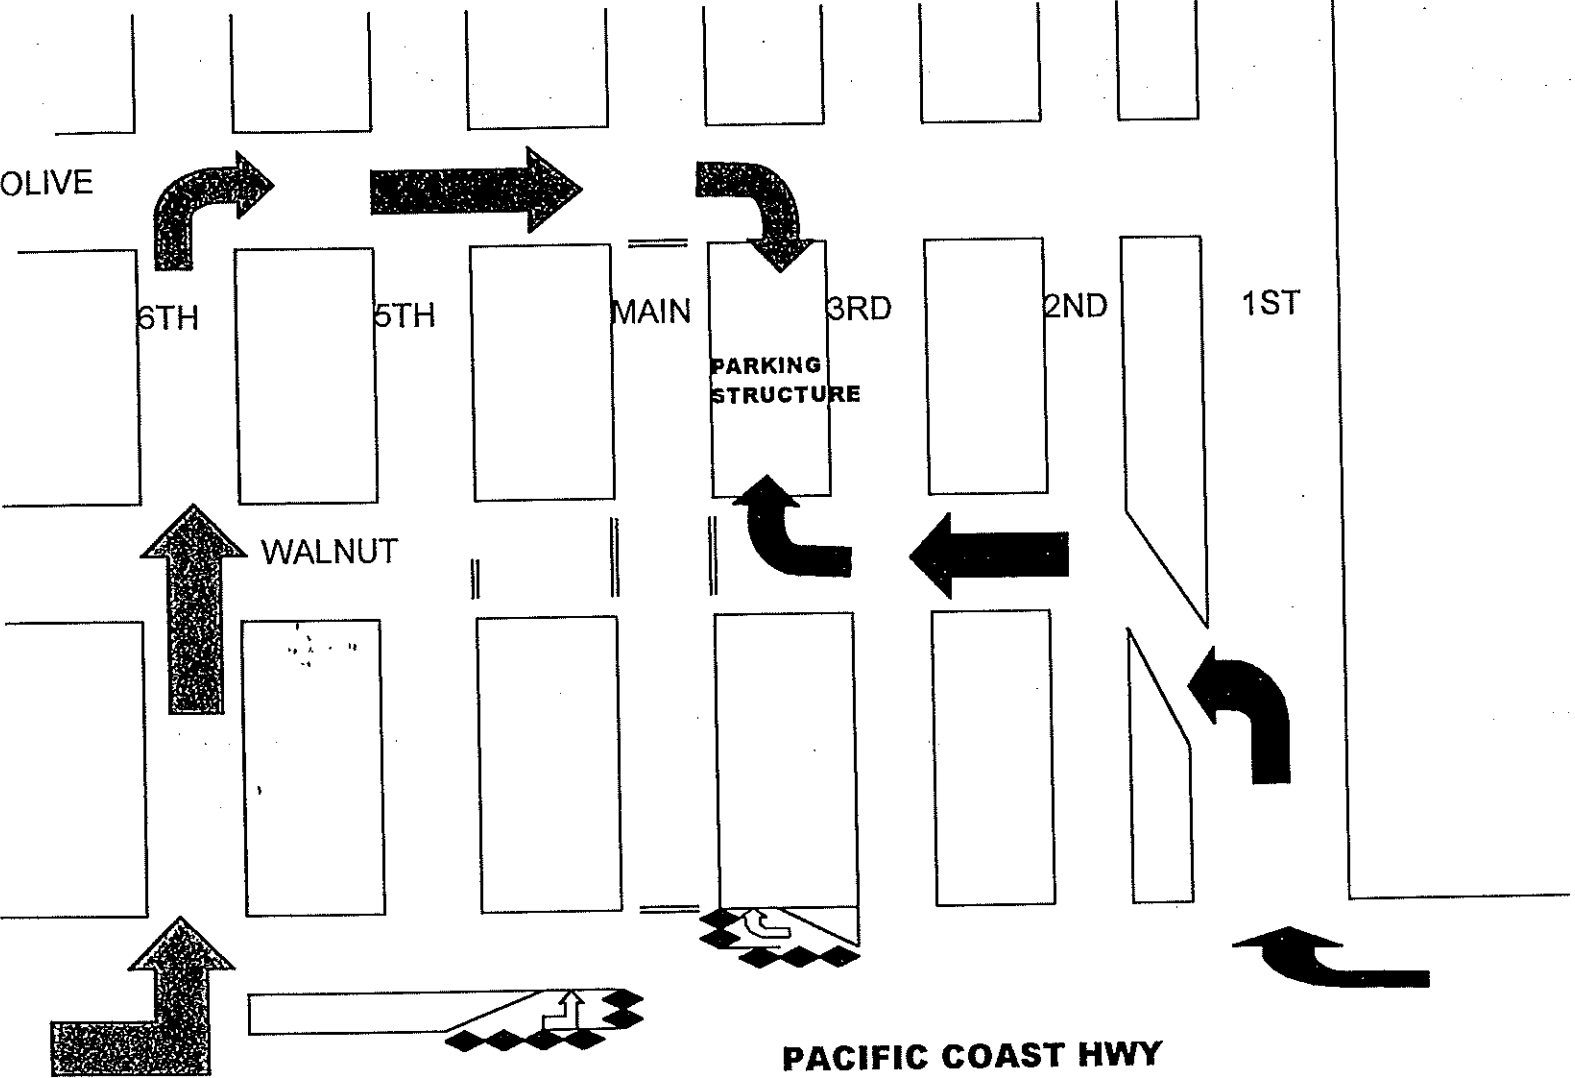 OLIVE
6TH
5TH
MAIN
3RD
2ND
1ST
PARKING
STRUCTURE
WALNUT
PACIFIC COAST HWY